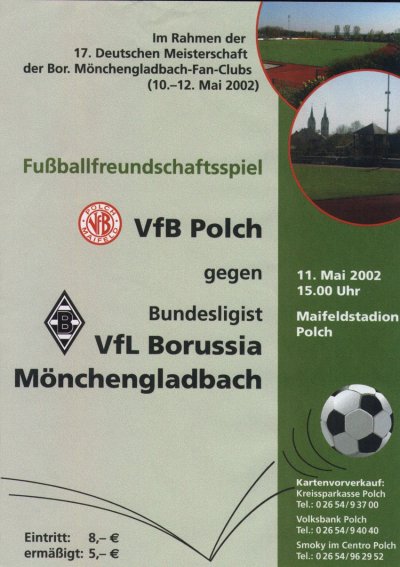 Im Rahmen der
17. Deutschen Meisterschaft
der Bor. Mönchengladbach-Fan-Clubs
(10.–12. Mai 2002)
Fußballfreundschaftsspiel
POLCH
VfB
MAIFELD
VfB Polch
gegen
11. Mai 2002
15.00 Uhr
Maifeldstadion
Polch
B
Bundesligist
VfL Borussia
Mönchengladbach
Kartenvorverkauf:
Kreissparkasse Polch
Tel.: 0 26 54/9 37 00
Volksbank Polch
Tel.: 0 26 54/9 40 40
Smoky im Centro Polch
Tel.: 0 26 54/96 29 52
Eintritt: 8,– €
ermäßigt: 5,– €